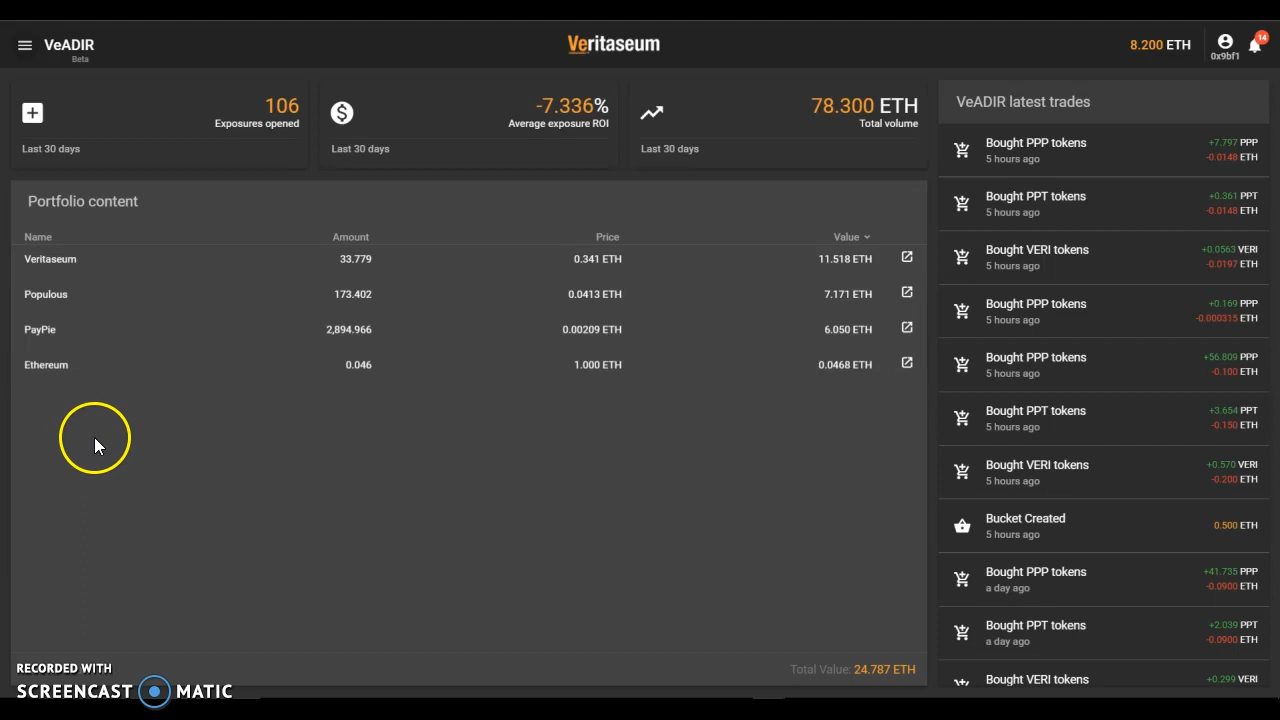 VeADIR
Beta
Veritaseum
8.200 ETH
0x9bf1
14
106
Exposures opened
Last 30 days
-7.336%
Average exposure ROI
Last 30 days
78.300 ETH
Total volume
Last 30 days
Portfolio content
Name Amount Price Value
Veritaseum 33.779 0.341 ETH 11.518 ETH
Populous 173.402 0.0413 ETH 7.171 ETH
PayPie 2,894.966 0.00209 ETH 6.050 ETH
Ethereum 0.046 1.000 ETH 0.0468 ETH
Total Value: 24.787 ETH
VeADIR latest trades
Bought PPP tokens +7.797 PPP
5 hours ago -0.0148 ETH
Bought PPT tokens +0.361 PPT
5 hours ago -0.0148 ETH
Bought VERI tokens +0.0563 VERI
5 hours ago -0.0197 ETH
Bought PPP tokens +0.169 PPP
5 hours ago -0.000315 ETH
Bought PPP tokens +56.809 PPP
5 hours ago -0.100 ETH
Bought PPT tokens +3.654 PPT
5 hours ago -0.150 ETH
Bought VERI tokens +0.570 VERI
5 hours ago -0.200 ETH
Bucket Created 0.500 ETH
5 hours ago
Bought PPP tokens +41.735 PPP
a day ago -0.0900 ETH
Bought PPT tokens +2.039 PPT
a day ago -0.0900 ETH
Bought VERI tokens +0.299 VERI
RECORDED WITH
SCREENCAST MATIC